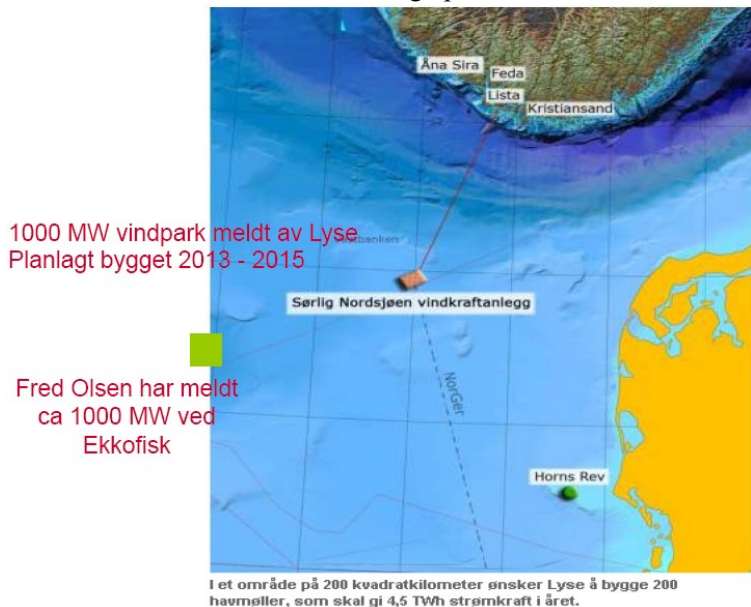 Åna Sira
Feda
Lista
Kristiansand
1000 MW vindpark meldt av Lyse
Planlagt bygget 2013 - 2015
Sørlig Nordsjøen vindkraftanlegg
Fred Olsen har meldt
ca 1000 MW ved
Ekkofisk
NorGer
Horns Rev
I et område på 200 kvadratkilometer ønsker Lyse å bygge 200
havmøller, som skal gi 4,5 TWh strømkraft i året.